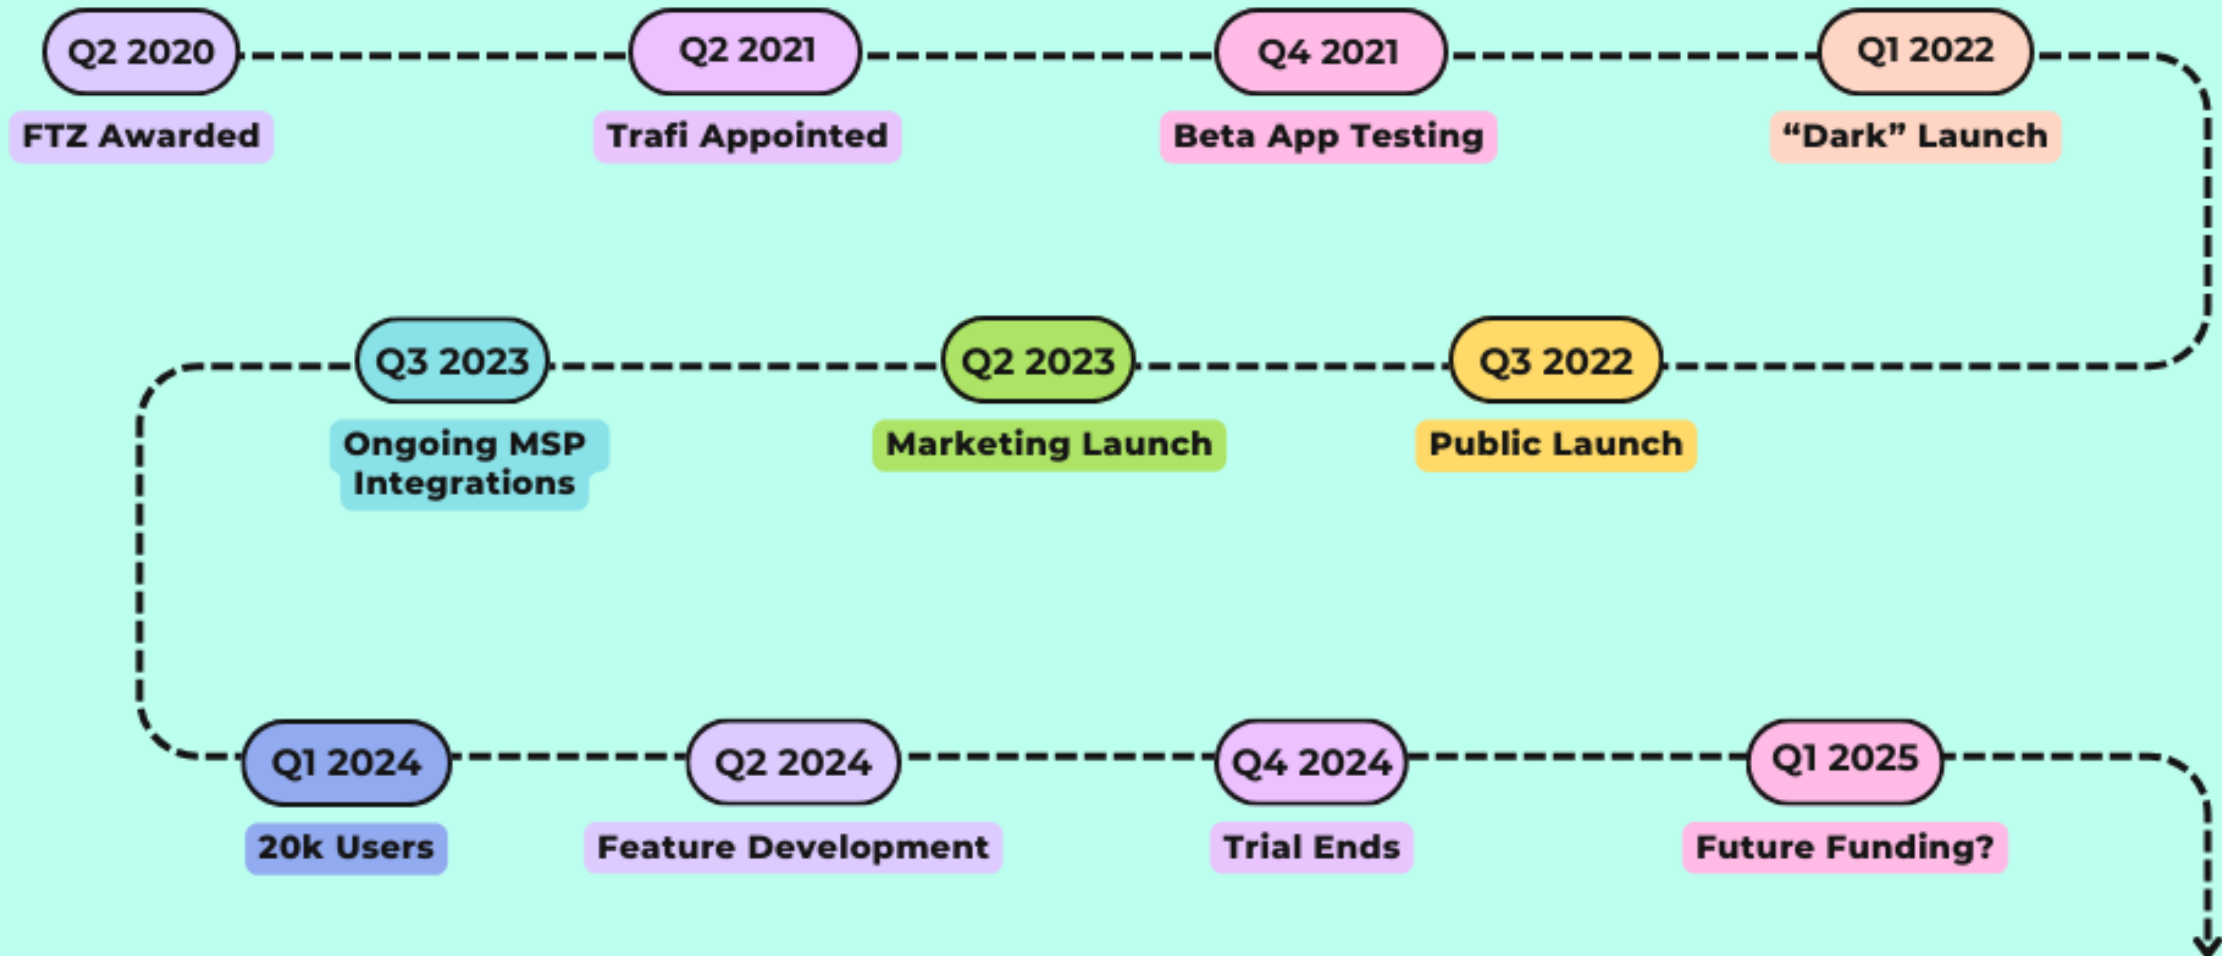 Q2 2020
FTZ Awarded
Q2 2021
Trafi Appointed
Q4 2021
Beta App Testing
Q1 2022
“Dark” Launch
Q3 2022
Public Launch
Q2 2023
Marketing Launch
Q3 2023
Ongoing MSP
Integrations
Q1 2024
20k Users
Q2 2024
Feature Development
Q4 2024
Trial Ends
Q1 2025
Future Funding?